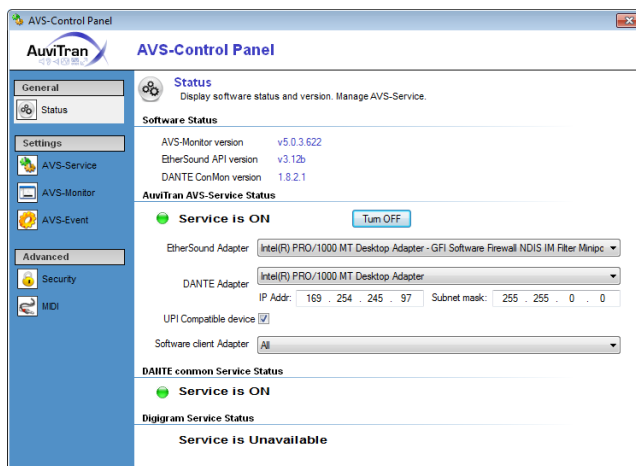 AVS-Control Panel
AuviTran
AVS-Control Panel
General
Status
Settings
AVS-Service
AVS-Monitor
AVS-Event
Advanced
Security
MIDI
Status
Display software status and version. Manage AVS-Service.
Software Status
AVS-Monitor version v5.0.3.622
EtherSound API version v3.12b
DANTE ConMon version 1.8.2.1
AuviTran AVS-Service Status
Service is ON Turn OFF
EtherSound Adapter Intel(R) PRO/1000 MT Desktop Adapter - GFI Software Firewall NDIS IM Filter Minipc
DANTE Adapter Intel(R) PRO/1000 MT Desktop Adapter
IP Addr: 169 . 254 . 245 . 97 Subnet mask: 255 . 255 . 0 . 0
UPI Compatible device
Software client Adapter All
DANTE conmon Service Status
Service is ON
Digigram Service Status
Service is Unavailable